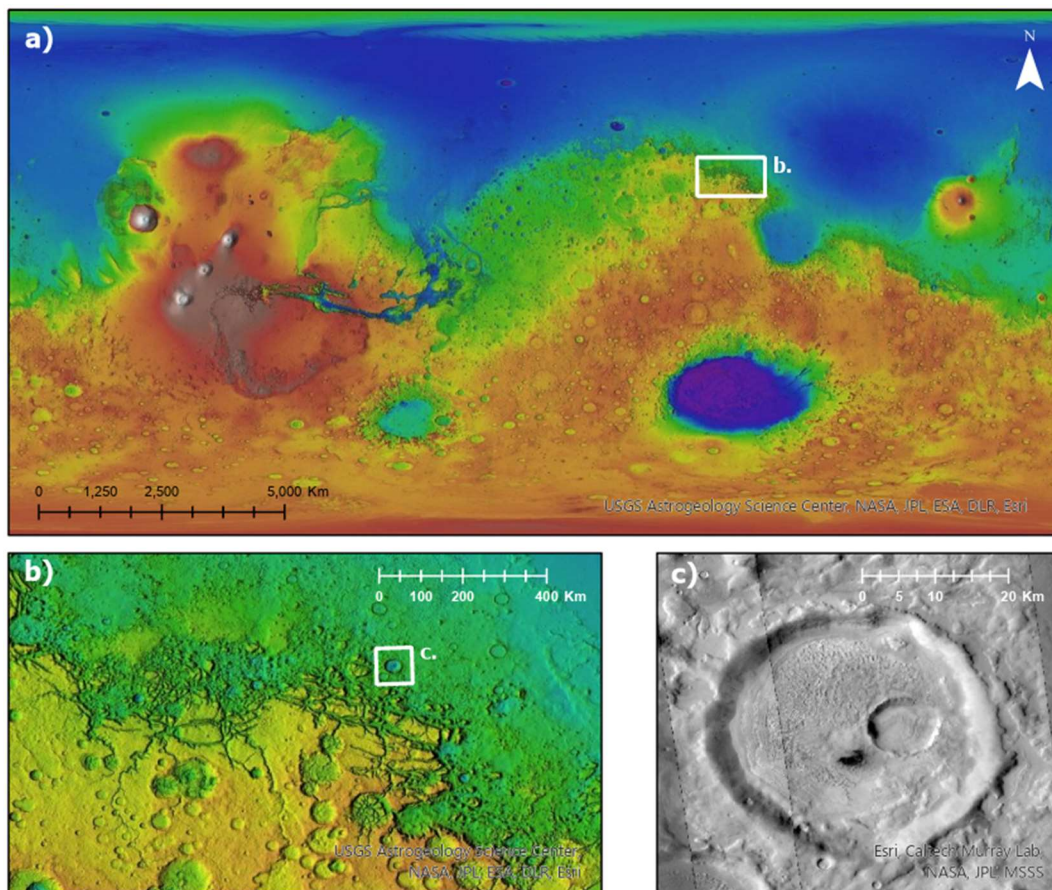 a)
N
b.
0 1,250 2,500 5,000 Km
USGS Astrogeology Science Center, NASA, JPL, ESA, DLR, Esri
b)
0 100 200 400 Km
c.
USGS Astrogeology Science Center,
NASA, JPL, ESA, DLR, Esri
c)
0 5 10 20 Km
Esri, Caltech Murray Lab,
NASA, JPL, MSSS